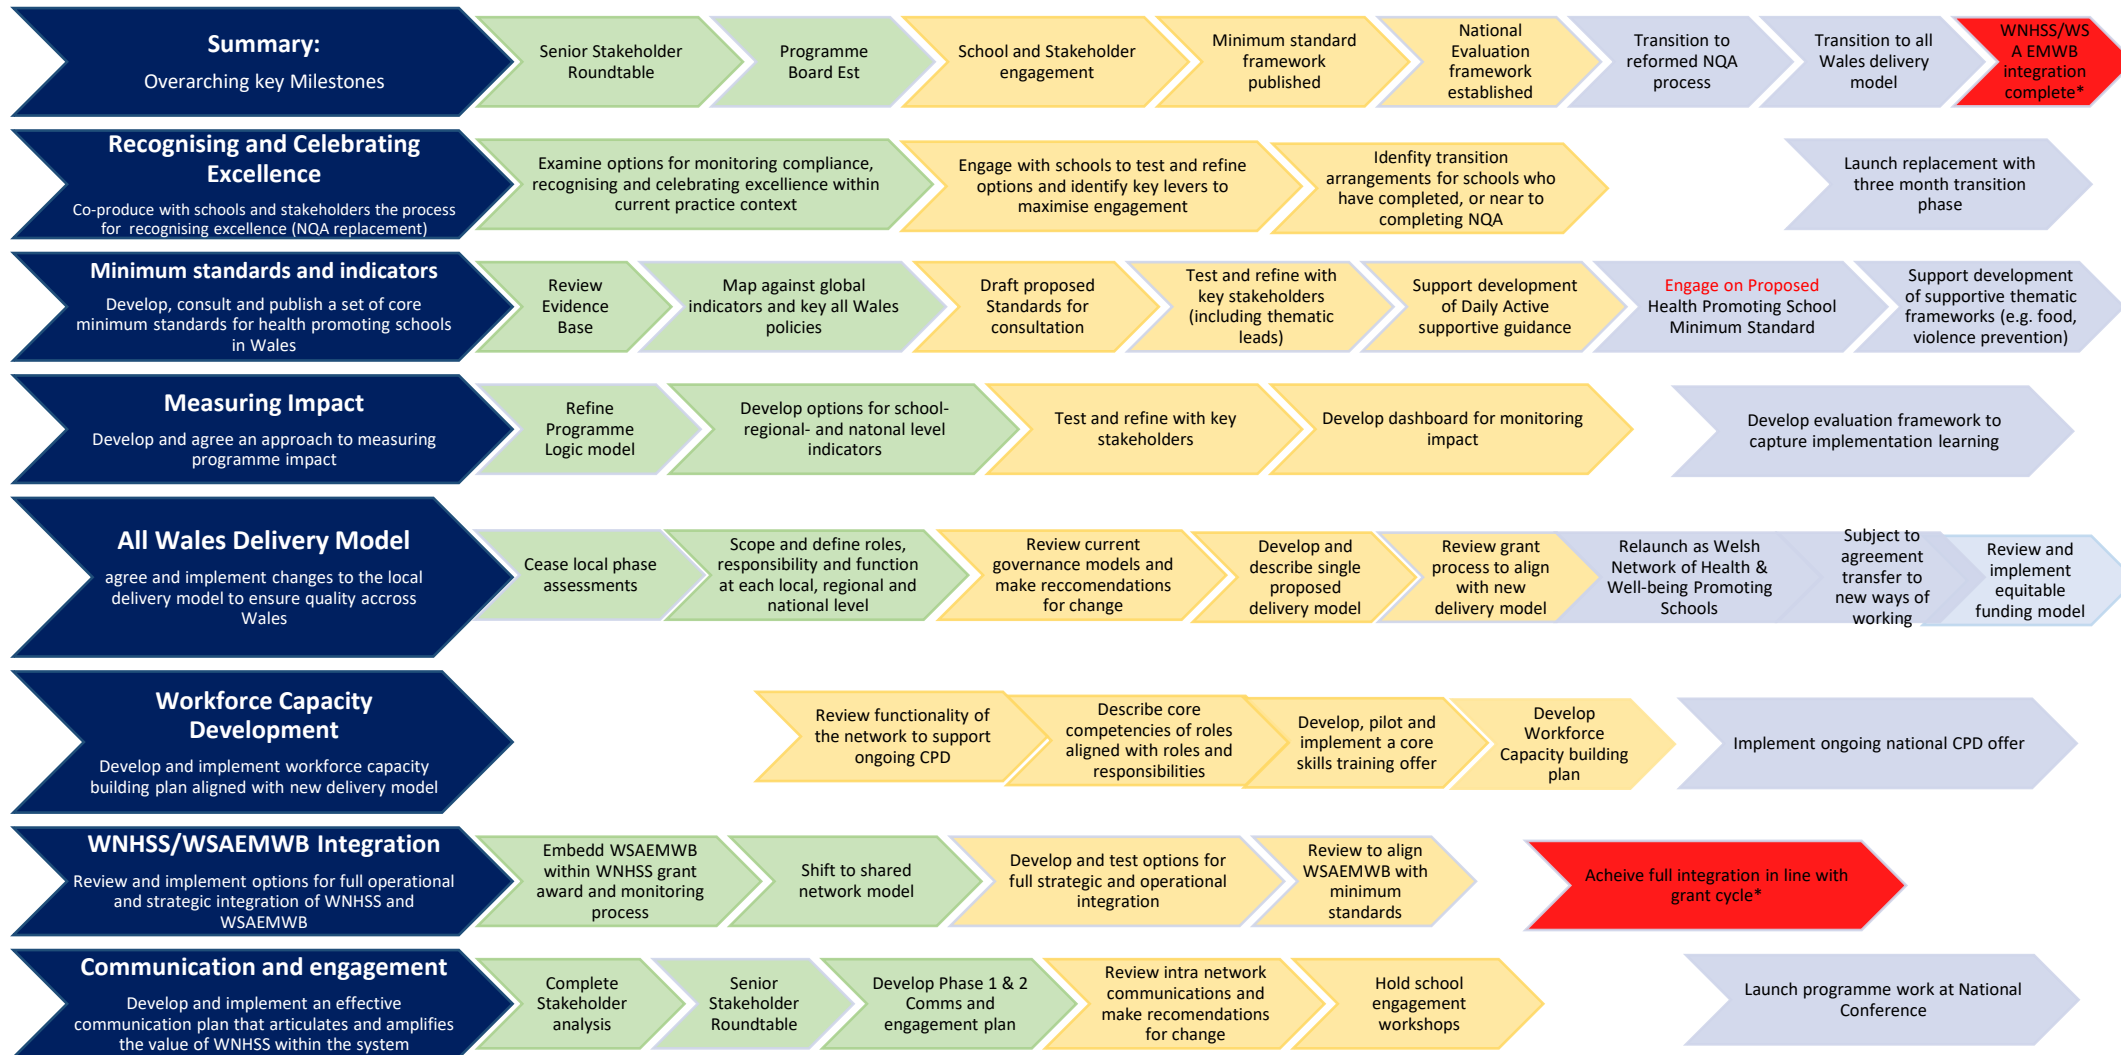 Summary:
Overarching key Milestones
Senior Stakeholder
Roundtable
Programme
Board Est
School and Stakeholder
engagement
Minimum standard
framework
published
National
Evaluation
framework
established
Transition to
reformed NQA
process
Transition to all
Wales delivery
model
WNHSS/WS
A EMWB
integration
complete*
Recognising and Celebrating
Excellence
Co-produce with schools and stakeholders the process
for recognising excellence (NQA replacement)
Examine options for monitoring compliance,
recognising and celebrating excellience within
current practice context
Engage with schools to test and refine
options and identify key levers to
maximise engagement
Idenfity transition
arrangements for schools who
have completed, or near to
completing NQA
Launch replacement with
three month transition
phase
Minimum standards and indicators
Develop, consult and publish a set of core
minimum standards for health promoting schools
in Wales
Review
Evidence
Base
Map against global
indicators and key all Wales
policies
Draft proposed
Standards for
consultation
Test and refine with
key stakeholders
(including thematic
leads)
Support development
of Daily Active
supportive guidance
Engage on Proposed
Health Promoting School
Minimum Standard
Support development
of supportive thematic
frameworks (e.g. food,
violence prevention)
Measuring Impact
Develop and agree an approach to measuring
programme impact
Refine
Programme
Logic model
Develop options for school-
regional- and natonal level
indicators
Test and refine with key
stakeholders
Develop dashboard for monitoring
impact
Develop evaluation framework to
capture implementation learning
All Wales Delivery Model
agree and implement changes to the local
delivery model to ensure quality accross
Wales
Cease local phase
assessments
Scope and define roles,
responsibility and function
at each local, regional and
national level
Review current
governance models and
make reccomendations
for change
Develop and
describe single
proposed
delivery model
Review grant
process to align
with new
delivery model
Relaunch as Welsh
Network of Health &
Well-being Promoting
Schools
Subject to
agreement
transfer to
new ways of
working
Review and
implement
equitable
funding model
Workforce Capacity
Development
Develop and implement workforce capacity
building plan aligned with new delivery model
Review functionality of
the network to support
ongoing CPD
Describe core
competencies of roles
aligned with roles and
responsibilities
Develop, pilot and
implement a core
skills training offer
Develop
Workforce
Capacity building
plan
Implement ongoing national CPD offer
WNHSS/WSAEMWB Integration
Review and implement options for full operational
and strategic integration of WNHSS and
WSAEMWB
Embedd WSAEMWB
within WNHSS grant
award and monitoring
process
Shift to shared
network model
Develop and test options for
full strategic and operational
integration
Review to align
WSAEMWB with
minimum
standards
Acheive full integration in line with
grant cycle*
Communication and engagement
Develop and implement an effective
communication plan that articulates and amplifies
the value of WNHSS within the system
Complete
Stakeholder
analysis
Senior
Stakeholder
Roundtable
Develop Phase 1 & 2
Comms and
engagement plan
Review intra network
communications and
make recomendations
for change
Hold school
engagement
workshops
Launch programme work at National
Conference